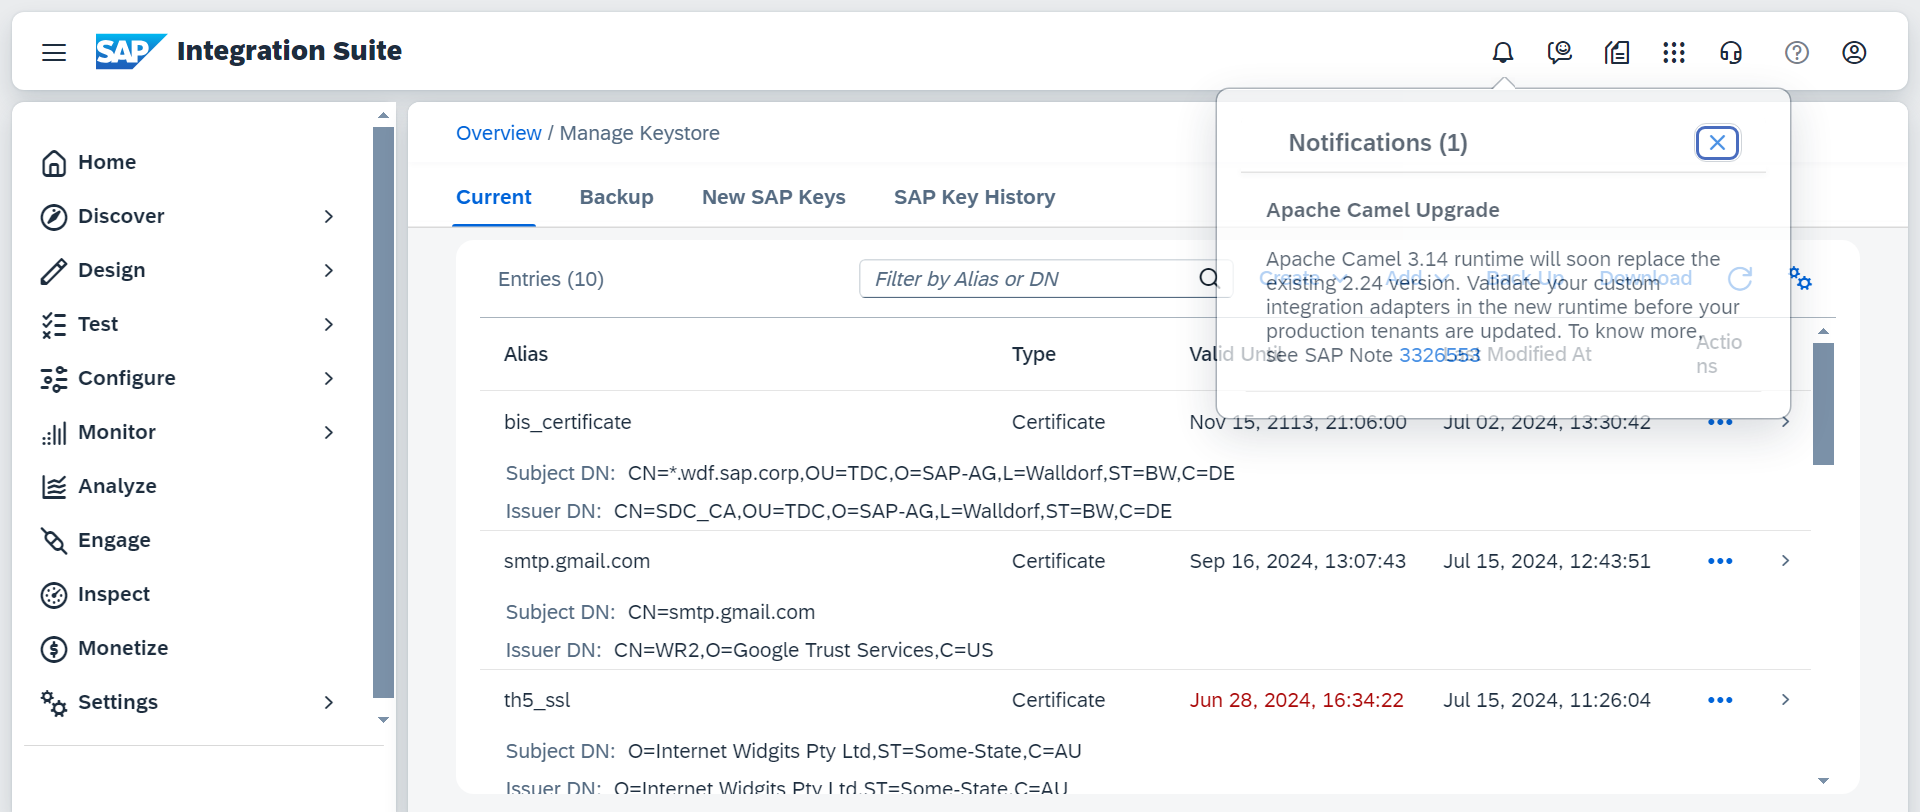 SAP Integration Suite
Home
Discover
Design
Test
Configure
Monitor
Analyze
Engage
Inspect
Monetize
Settings
Overview / Manage Keystore
Current Backup New SAP Keys SAP Key History
Notifications (1)
Apache Camel Upgrade
Apache Camel 3.14 runtime will soon replace the
existing 2.24 version. Validate your custom
integration adapters in the new runtime before your
production tenants are updated. To know more,
see SAP Note 3326553
Entries (10) Filter by Alias or DN Create Add Back Up Download
Alias Type Valid Until Last Modified At Actio
ns
bis_certificate Certificate Nov 15, 2113, 21:06:00 Jul 02, 2024, 13:30:42
Subject DN: CN=*.wdf.sap.corp,OU=TDC,O=SAP-AG,L=Walldorf,ST=BW,C=DE
Issuer DN: CN=SDC_CA,OU=TDC,O=SAP-AG,L=Walldorf,ST=BW,C=DE
smtp.gmail.com Certificate Sep 16, 2024, 13:07:43 Jul 15, 2024, 12:43:51
Subject DN: CN=smtp.gmail.com
Issuer DN: CN=WR2,O=Google Trust Services,C=US
th5_ssl Certificate Jun 28, 2024, 16:34:22 Jul 15, 2024, 11:26:04
Subject DN: O=Internet Widgits Pty Ltd,ST=Some-State,C=AU
Issuer DN: O=Internet Widgits Pty Ltd,ST=Some-State,C=AU